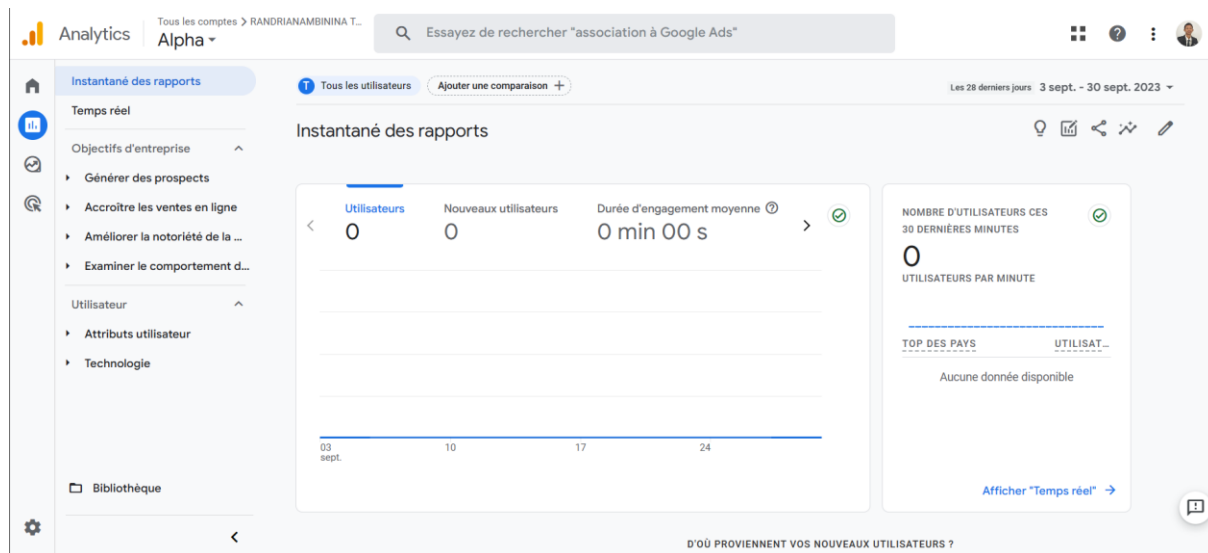 Analytics
Tous les comptes > RANDRIANAMBININA T...
Alpha
Essayez de rechercher "association à Google Ads"
Instantané des rapports
Temps réel
Objectifs d'entreprise
Générer des prospects
Accroître les ventes en ligne
Améliorer la notoriété de la ...
Examiner le comportement d...
Utilisateur
Attributs utilisateur
Technologie
Bibliothèque
T Tous les utilisateurs
Ajouter une comparaison +
Les 28 derniers jours 3 sept. - 30 sept. 2023
Instantané des rapports
Utilisateurs
0
Nouveaux utilisateurs
0
Durée d'engagement moyenne
0 min 00 s
03
sept.
10
17
24
NOMBRE D'UTILISATEURS CES
30 DERNIÈRES MINUTES
0
UTILISATEURS PAR MINUTE
TOP DES PAYS UTILISAT...
Aucune donnée disponible
Afficher "Temps réel" →
D'OÙ PROVIENNENT VOS NOUVEAUX UTILISATEURS ?